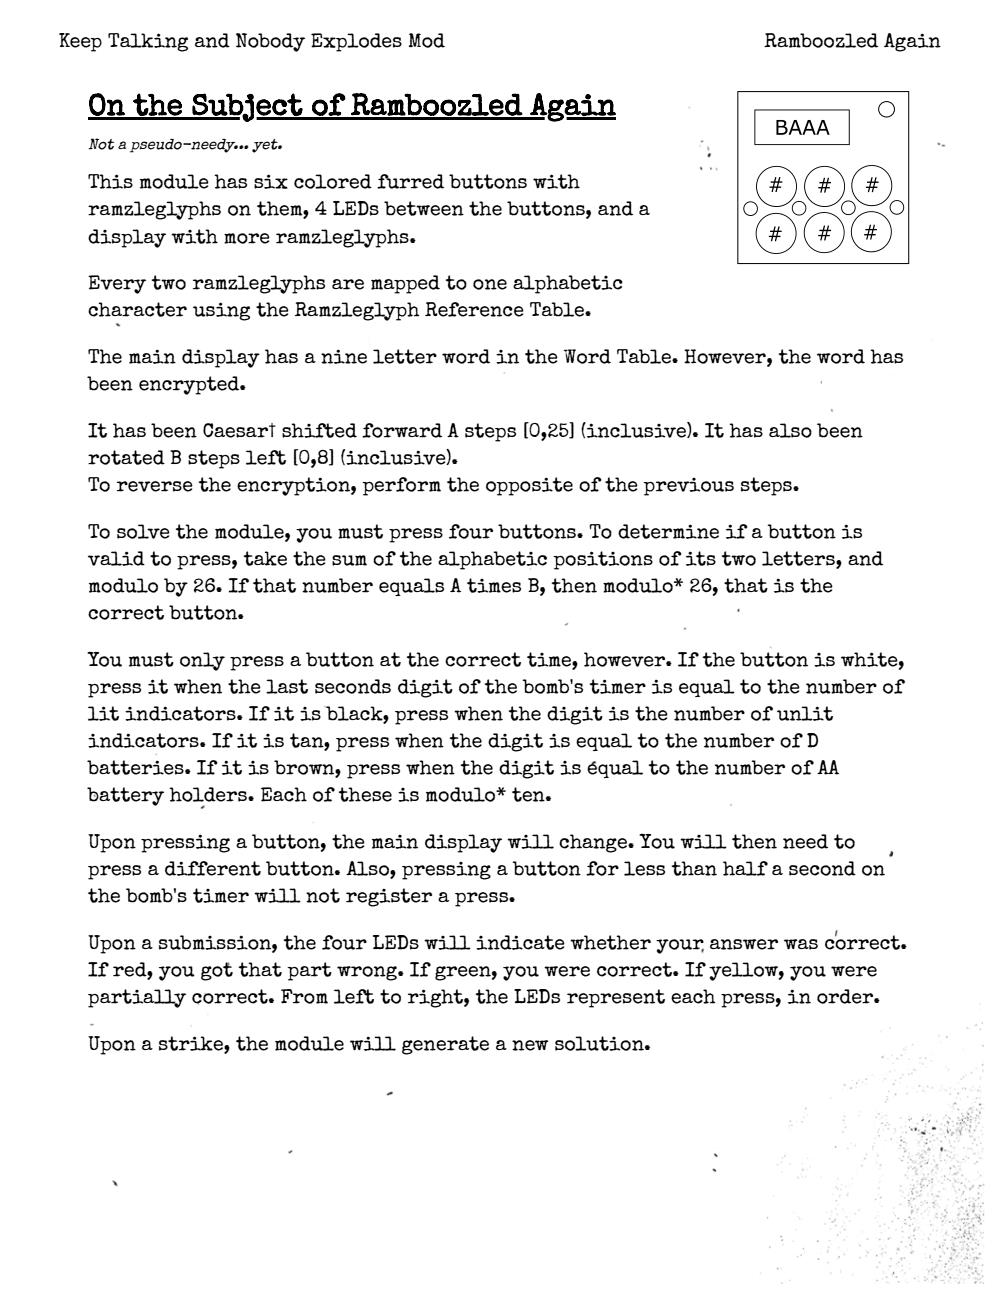 Keep Talking and Nobody Explodes Mod
Ramboozled Again
On the Subject of Ramboozled Again
Not a pseudo-needy... yet.
BAAA
# # #
# # #
This module has six colored furred buttons with
ramzleglyphs on them, 4 LEDs between the buttons, and a
display with more ramzleglyphs.
Every two ramzleglyphs are mapped to one alphabetic
character using the Ramzleglyph Reference Table.
The main display has a nine letter word in the Word Table. However, the word has
been encrypted.
It has been Caesar† shifted forward A steps [0,25] (inclusive). It has also been
rotated B steps left [0,8] (inclusive).
To reverse the encryption, perform the opposite of the previous steps.
To solve the module, you must press four buttons. To determine if a button is
valid to press, take the sum of the alphabetic positions of its two letters, and
modulo by 26. If that number equals A times B, then modulo* 26, that is the
correct button.
You must only press a button at the correct time, however. If the button is white,
press it when the last seconds digit of the bomb's timer is equal to the number of
lit indicators. If it is black, press when the digit is the number of unlit
indicators. If it is tan, press when the digit is equal to the number of D
batteries. If it is brown, press when the digit is equal to the number of AA
battery holders. Each of these is modulo* ten.
Upon pressing a button, the main display will change. You will then need to
press a different button. Also, pressing a button for less than half a second on
the bomb's timer will not register a press.
Upon a submission, the four LEDs will indicate whether your answer was correct.
If red, you got that part wrong. If green, you were correct. If yellow, you were
partially correct. From left to right, the LEDs represent each press, in order.
Upon a strike, the module will generate a new solution.